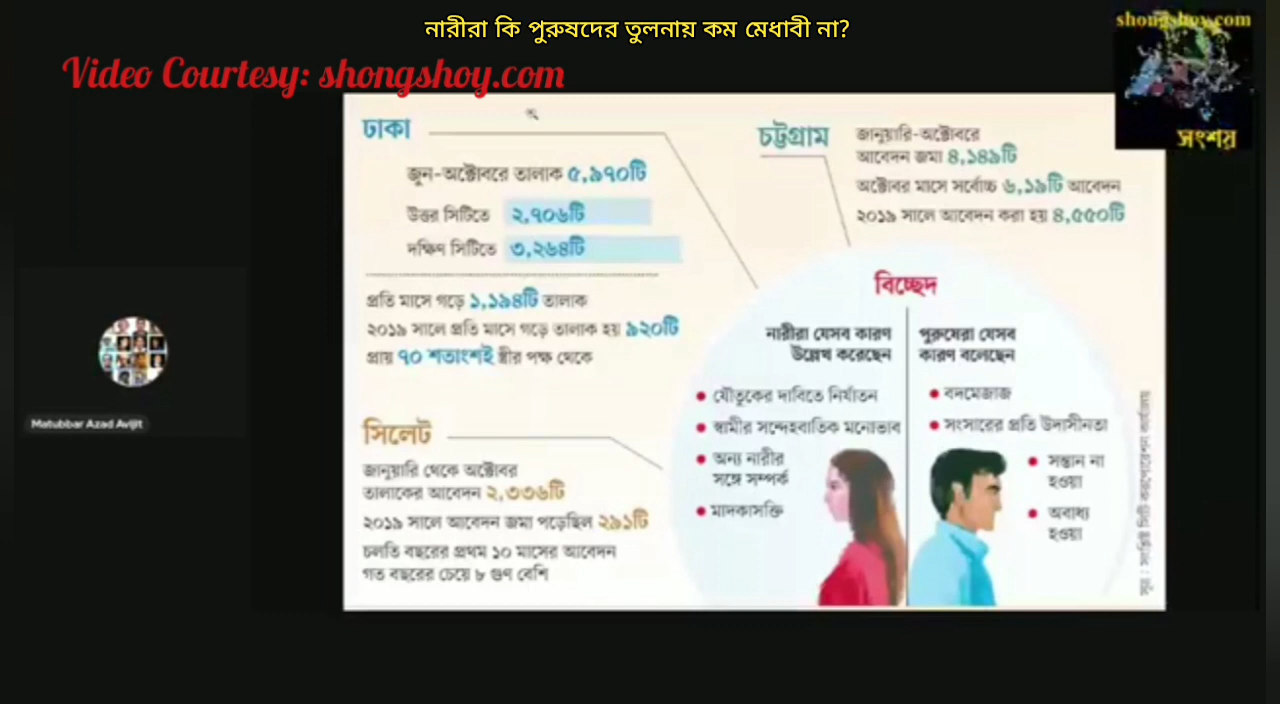 নারীরা কি পুরুষদের তুলনায় কম মেধাবী না?
Video Courtesy: shongshoy.com
shongshoy.com
সংশয়
ঢাকা
জুন-অক্টোবরে তালাক ৫,৯৭০টি
উত্তর সিটিতে ২,৭০৬টি
দক্ষিণ সিটিতে ৩,২৬৪টি
প্রতি মাসে গড়ে ১,১৯৪টি তালাক
২০১৯ সালে প্রতি মাসে গড়ে তালাক হয় ৯২০টি
প্রায় ৭০ শতাংশই স্ত্রীর পক্ষ থেকে
চট্টগ্রাম
জানুয়ারি-অক্টোবরে
আবেদন জমা ৪,১৪৯টি
অক্টোবর মাসে সর্বোচ্চ ৬,১৯টি আবেদন
২০১৯ সালে আবেদন করা হয় ৪,৫৫০টি
সিলেট
জানুয়ারি থেকে অক্টোবর
তালাকের আবেদন ২,৩৩৬টি
২০১৯ সালে আবেদন জমা পড়েছিল ২৯১টি
চলতি বছরের প্রথম ১০ মাসের আবেদন
গত বছরের চেয়ে ৮ গুণ বেশি
বিচ্ছেদ
নারীরা যেসব কারণ
উল্লেখ করেছেন
যৌতুকের দাবিতে নির্যাতন
স্বামীর সন্দেহবাতিক মনোভাব
অন্য নারীর
সঙ্গে সম্পর্ক
মাদকাসক্তি
পুরুষেরা যেসব
কারণ বলেছেন
বদমেজাজ
সংসারের প্রতি উদাসীনতা
সন্তান না
হওয়া
অবাধ্য
হওয়া
সূত্র : সংশ্লিষ্ট সিটি করপোরেশন কার্যালয়
Matubbar Azad Avijit